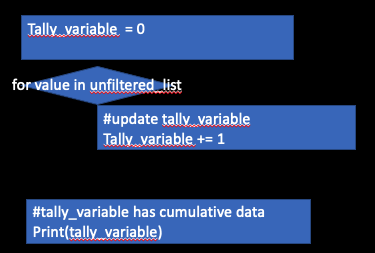 Tally_variable = 0
for value in unfiltered_list
#update tally_variable
Tally_variable += 1
#tally_variable has cumulative data
Print(tally_variable)